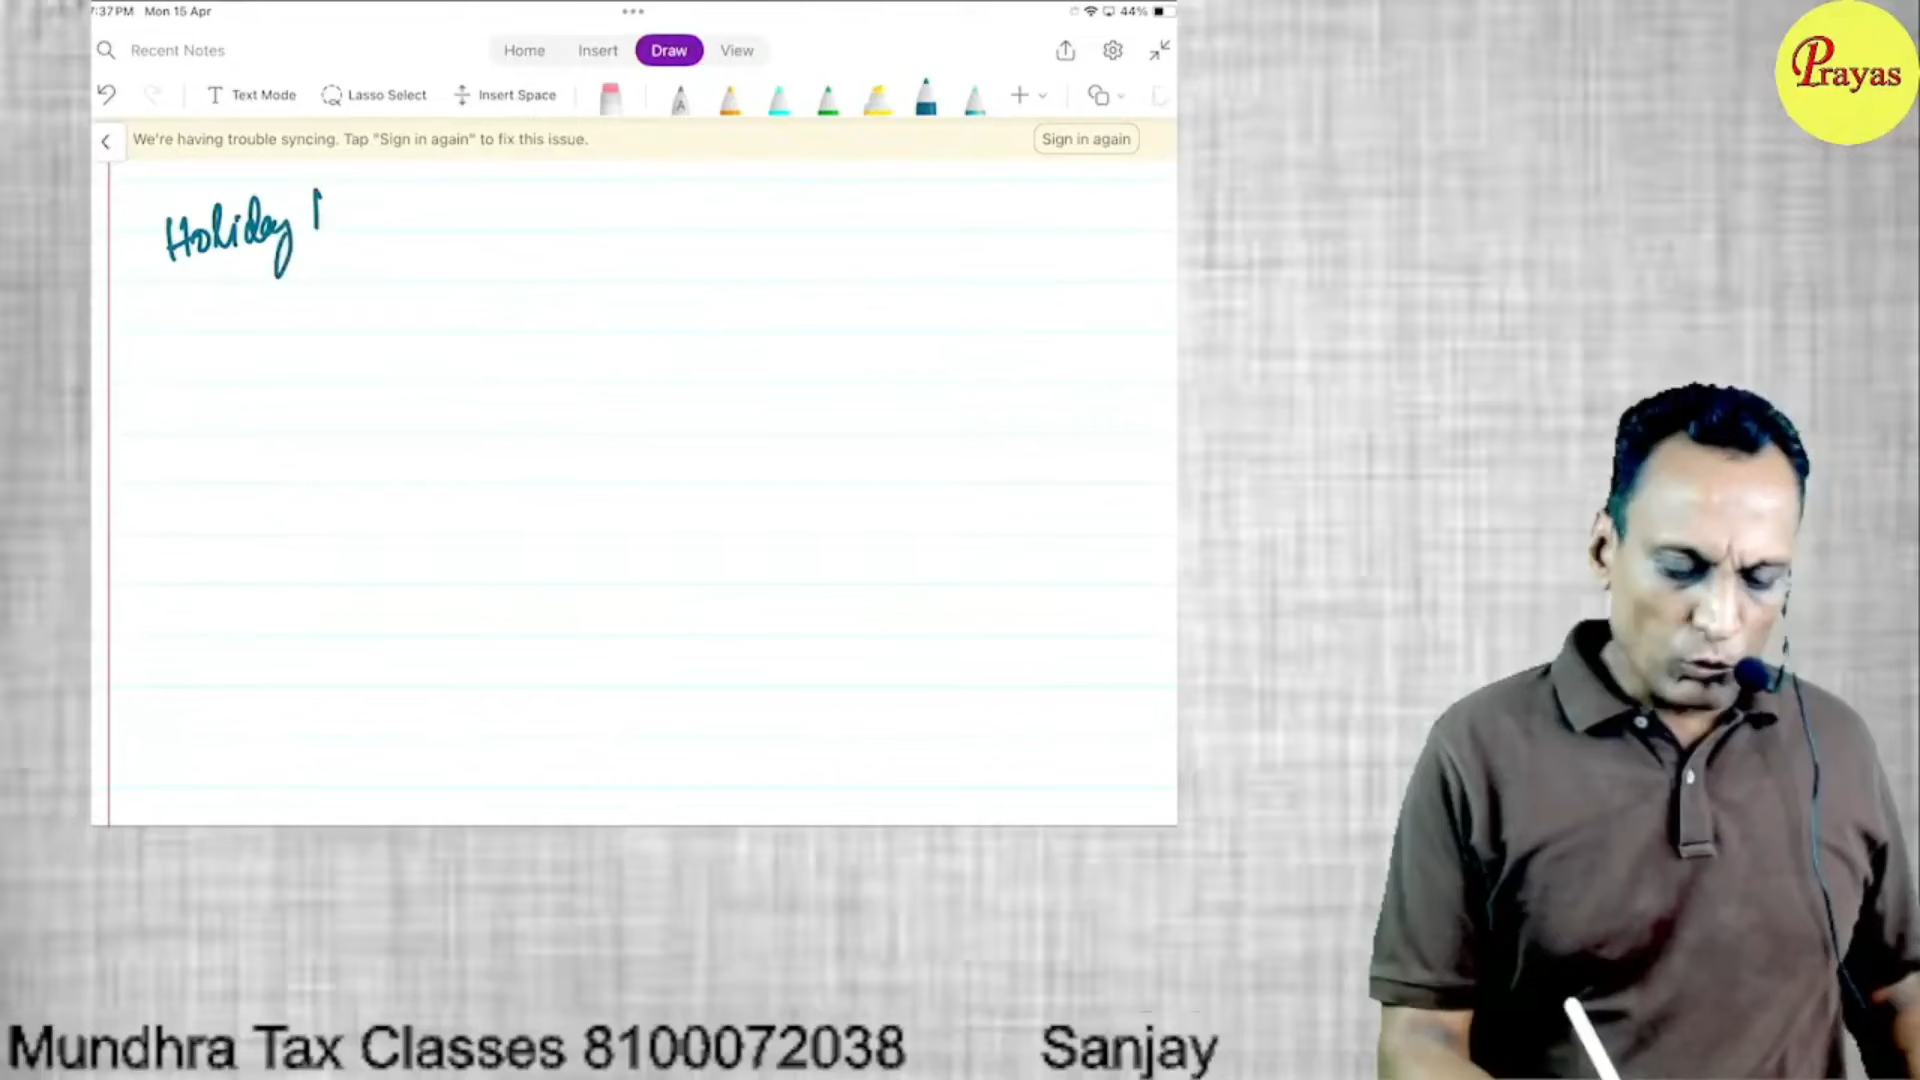 7:37 PM Mon 15 Apr
44%
Recent Notes
Home Insert Draw View
Text Mode Lasso Select Insert Space
A
We're having trouble syncing. Tap "Sign in again" to fix this issue.
Sign in again
Holiday
Prayas
Mundhra Tax Classes 8100072038 Sanjay